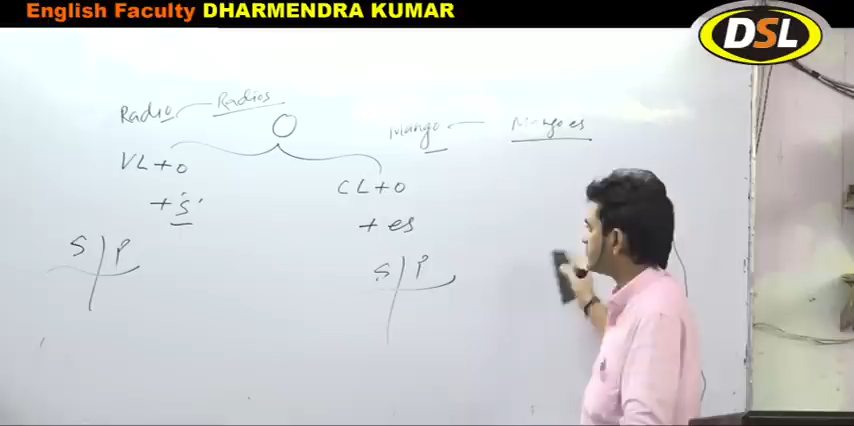 English Faculty DHARMENDRA KUMAR
DSL
Radio — Radios
O
Mango — Mangoes
VL + o
CL + o
+ 's'
+ es
S P
S P